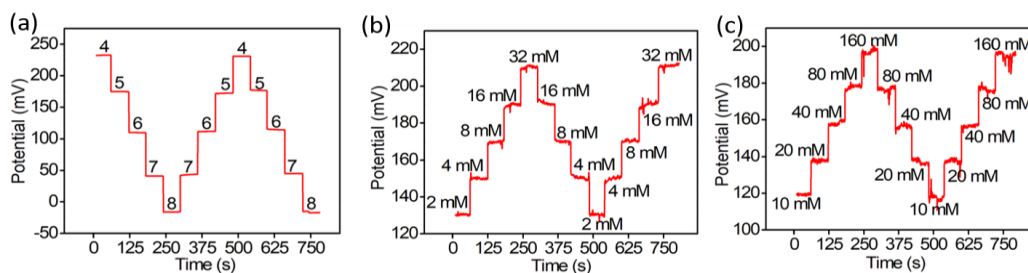 (a)
Potential (mV)
250
200
150
100
50
0
-50
4
5
6
7
8
7
6
5
4
5
6
7
8
0 125 250 375 500 625 750
Time (s)
(b)
Potential (mV)
220
200
180
160
140
120
2 mM
4 mM
8 mM
16 mM
32 mM
16 mM
8 mM
4 mM
2 mM
4 mM
8 mM
16 mM
32 mM
0 125 250 375 500 625 750
Time (s)
(c)
Potential (mV)
200
180
160
140
120
100
10 mM
20 mM
40 mM
80 mM
160 mM
80 mM
40 mM
20 mM
10 mM
20 mM
40 mM
80 mM
160 mM
0 125 250 375 500 625 750
Time (s)